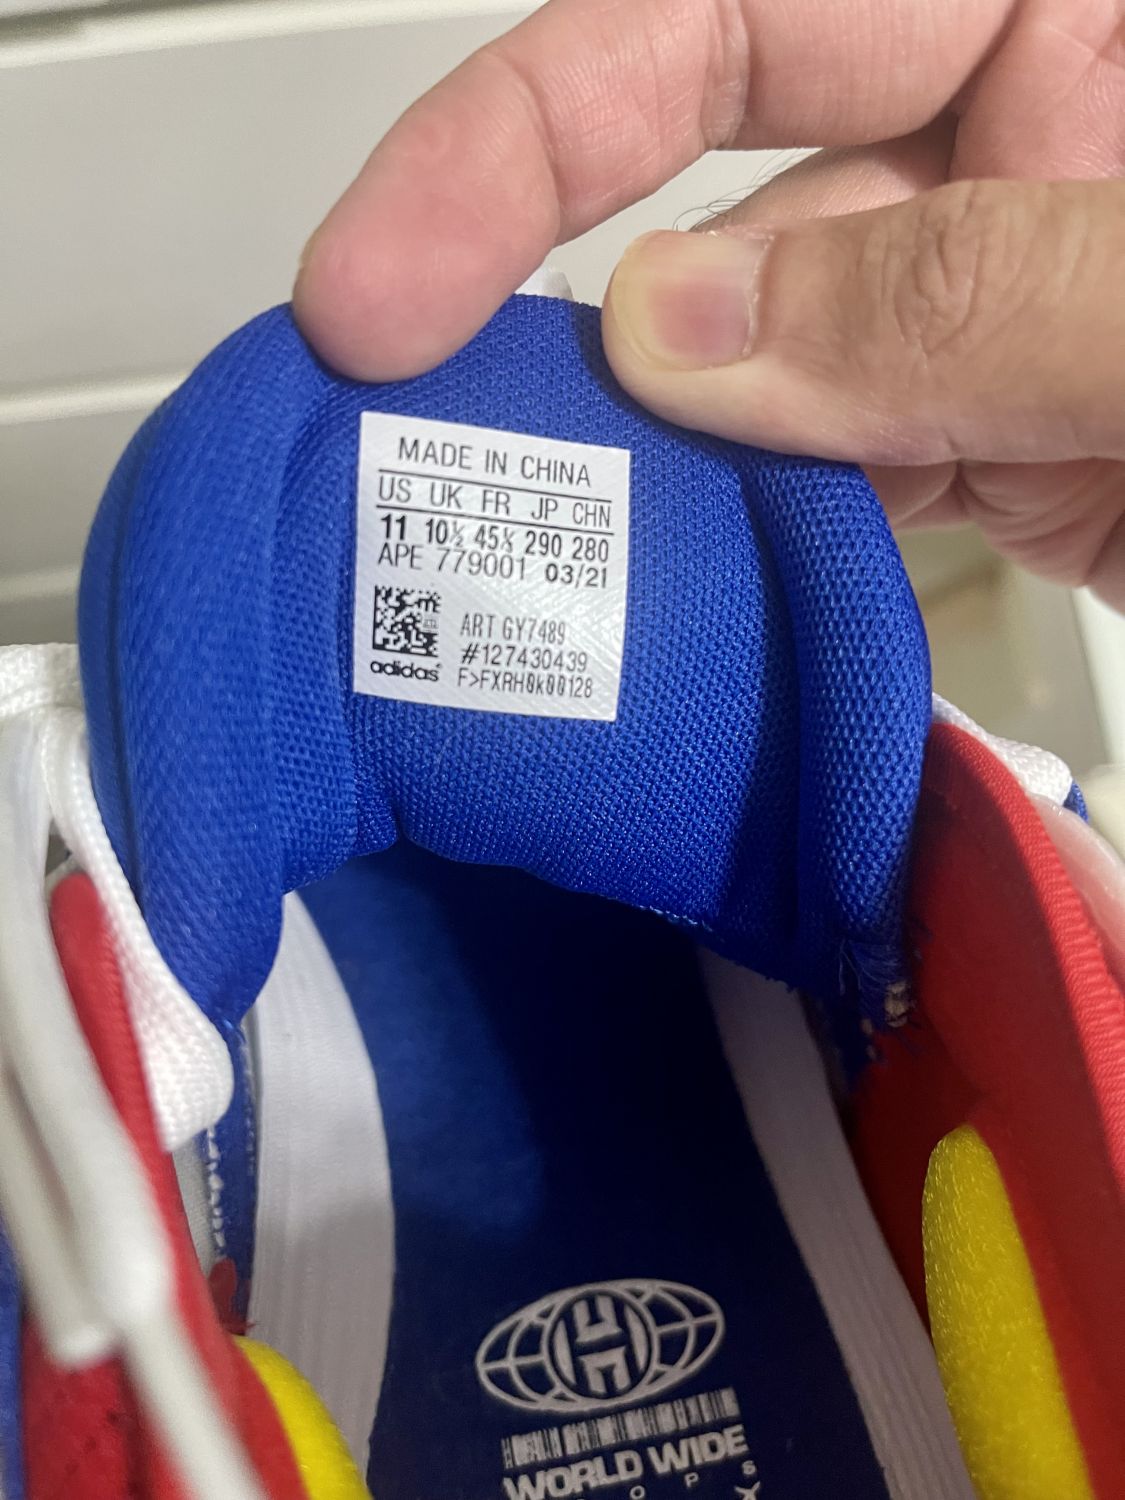 MADE IN CHINA
US UK FR JP CHN
11 10½ 45⅓ 290 280
APE 779001 03/21
ART GY7489
#127430439
adidas
F>FXRH0k00128
WORLD WIDE